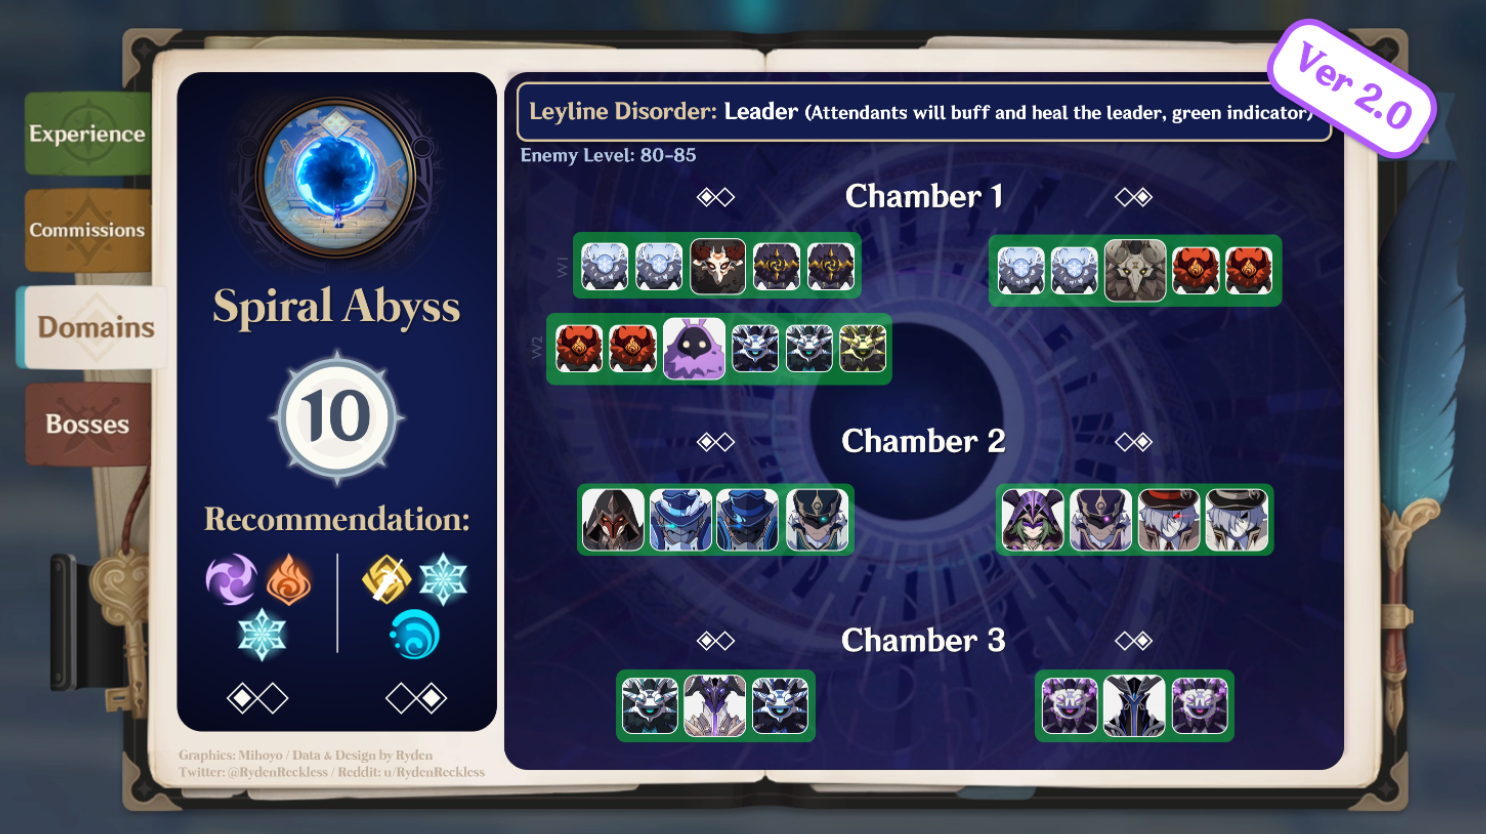 Ver 2.0
Experience
Commissions
Domains
Bosses
Spiral Abyss
10
Recommendation:
Graphics: Mihoyo / Data & Design by Ryden
Twitter: @RydenReckless / Reddit: u/RydenReckless
Leyline Disorder: Leader (Attendants will buff and heal the leader, green indicator)
Enemy Level: 80-85
Chamber 1
W1
W2
Chamber 2
Chamber 3